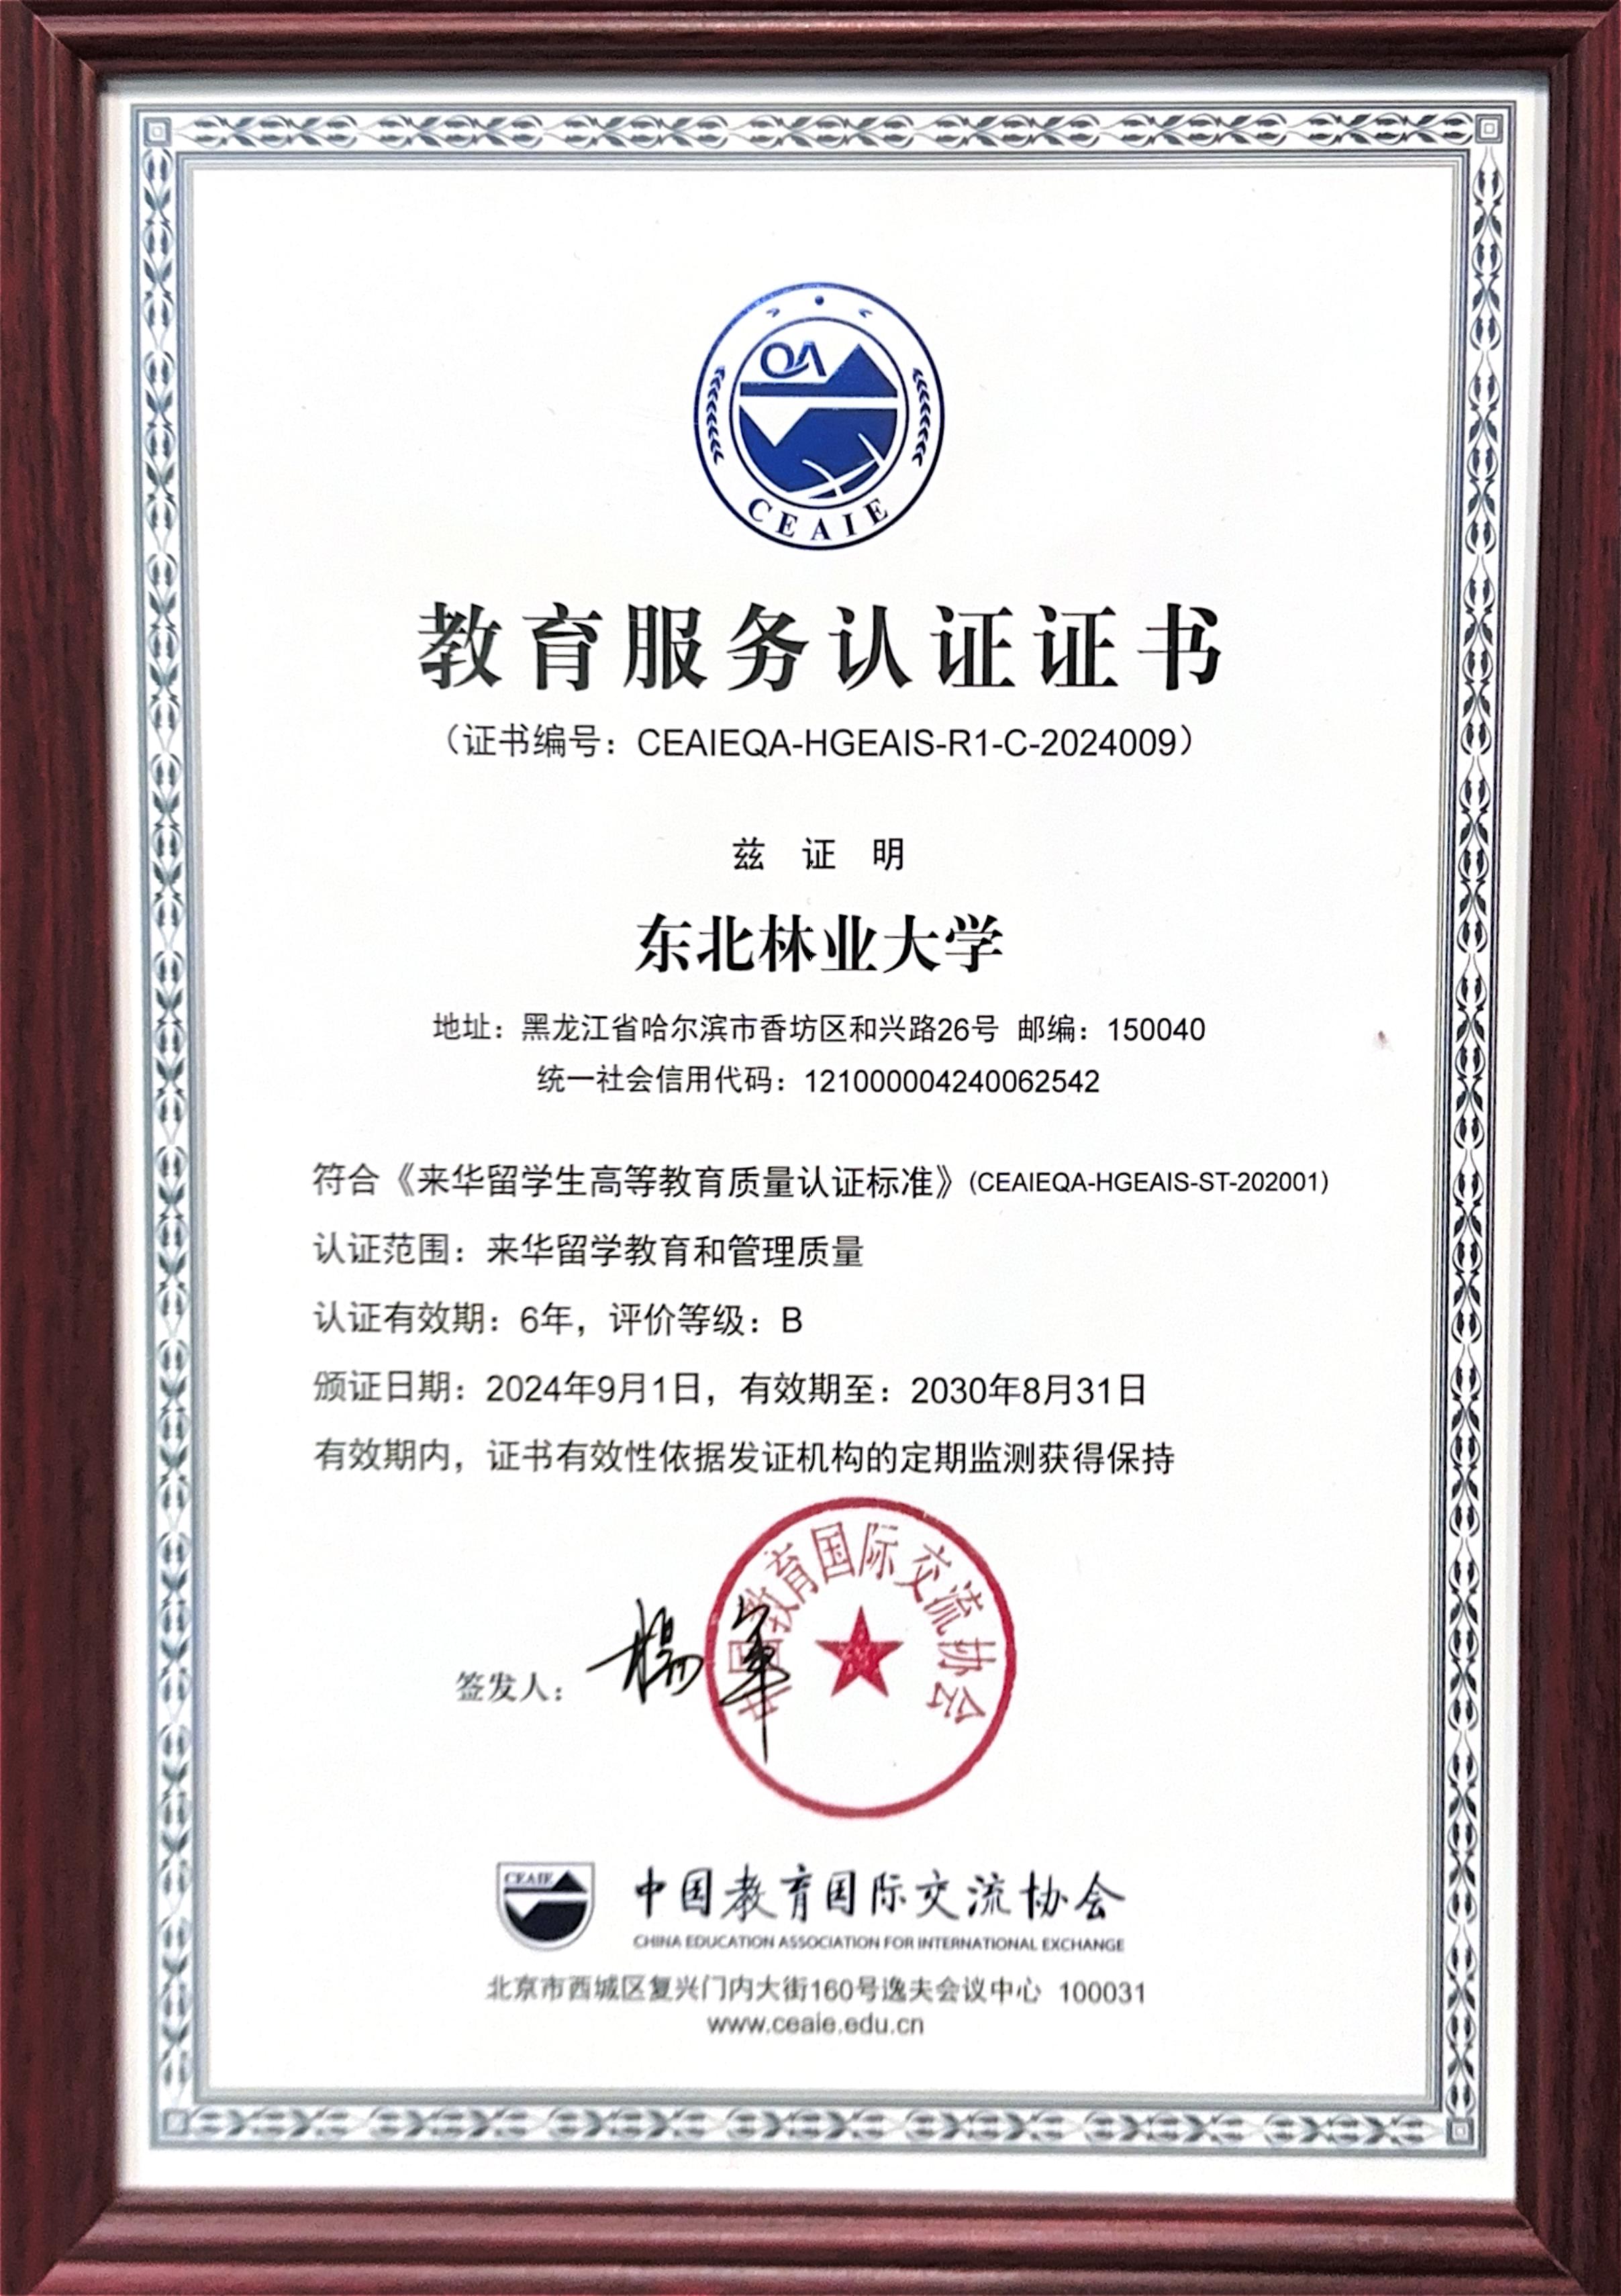 QA
CEAIE
教育服务认证证书
（证书编号：CEAIEQA-HGEAIS-R1-C-2024009）
兹 证 明
东北林业大学
地址：黑龙江省哈尔滨市香坊区和兴路26号 邮编：150040
统一社会信用代码：121000004240062542
符合《来华留学生高等教育质量认证标准》(CEAIEQA-HGEAIS-ST-202001)
认证范围：来华留学教育和管理质量
认证有效期：6年，评价等级：B
颁证日期：2024年9月1日，有效期至：2030年8月31日
有效期内，证书有效性依据发证机构的定期监测获得保持
中国教育国际交流协会
签发人：楊軍
CEAIE
中国教育国际交流协会
CHINA EDUCATION ASSOCIATION FOR INTERNATIONAL EXCHANGE
北京市西城区复兴门内大街160号逸夫会议中心 100031
www.ceaie.edu.cn